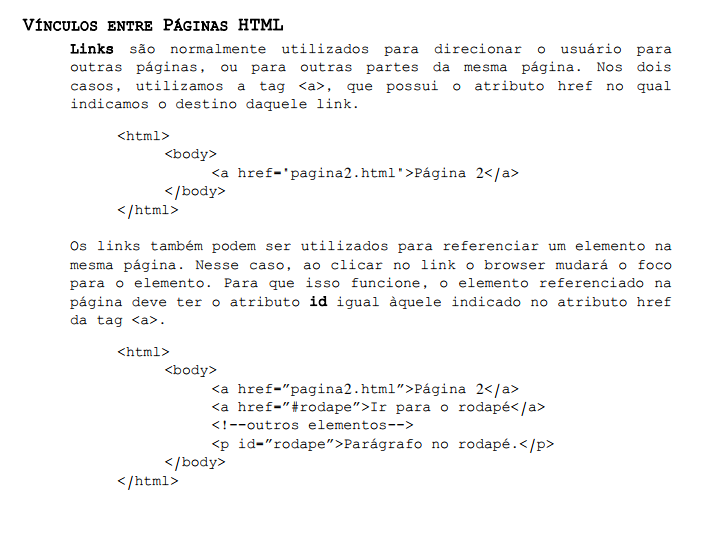 VÍNCULOS ENTRE PÁGINAS HTML
Links são normalmente utilizados para direcionar o usuário para
outras páginas, ou para outras partes da mesma página. Nos dois
casos, utilizamos a tag <a>, que possui o atributo href no qual
indicamos o destino daquele link.
<html>
<body>
<a href="pagina2.html">Página 2</a>
</body>
</html>
Os links também podem ser utilizados para referenciar um elemento na
mesma página. Nesse caso, ao clicar no link o browser mudará o foco
para o elemento. Para que isso funcione, o elemento referenciado na
página deve ter o atributo id igual àquele indicado no atributo href
da tag <a>.
<html>
<body>
<a href=”pagina2.html”>Página 2</a>
<a href=”#rodape”>Ir para o rodapé</a>
<!--outros elementos-->
<p id=”rodape”>Parágrafo no rodapé.</p>
</body>
</html>